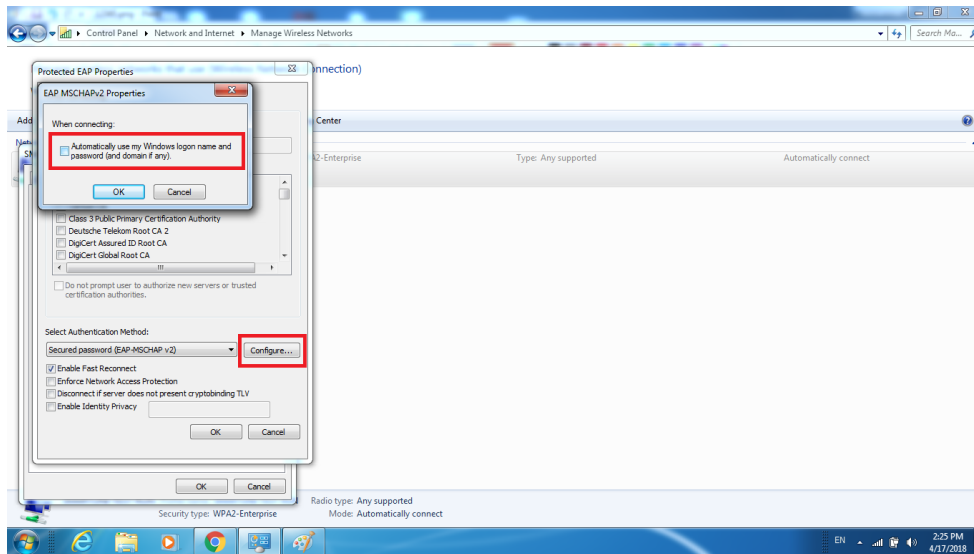 Control Panel
Network and Internet
Manage Wireless Networks
Search Ma...
Protected EAP Properties
nnection)
EAP MSCHAPv2 Properties
When connecting:
Automatically use my Windows logon name and
password (and domain if any).
OK
Cancel
Add
Center
A2-Enterprise
Type: Any supported
Automatically connect
Class 3 Public Primary Certification Authority
Deutsche Telekom Root CA 2
DigiCert Assured ID Root CA
DigiCert Global Root CA
Do not prompt user to authorize new servers or trusted
certification authorities.
Select Authentication Method:
Secured password (EAP-MSCHAP v2)
Configure...
Enable Fast Reconnect
Enforce Network Access Protection
Disconnect if server does not present cryptobinding TLV
Enable Identity Privacy
OK
Cancel
OK
Cancel
Radio type: Any supported
Security type: WPA2-Enterprise
Mode: Automatically connect
EN
2:25 PM
4/17/2018